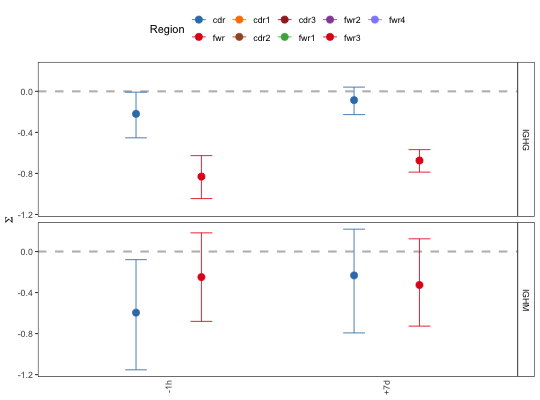 Region
cdr cdr1 cdr3 fwr2 fwr4
fwr cdr2 fwr1 fwr3
0.0
-0.4
-0.8
-1.2
IGHG
Σ
0.0
-0.4
-0.8
-1.2
IGHM
-1h
+7d